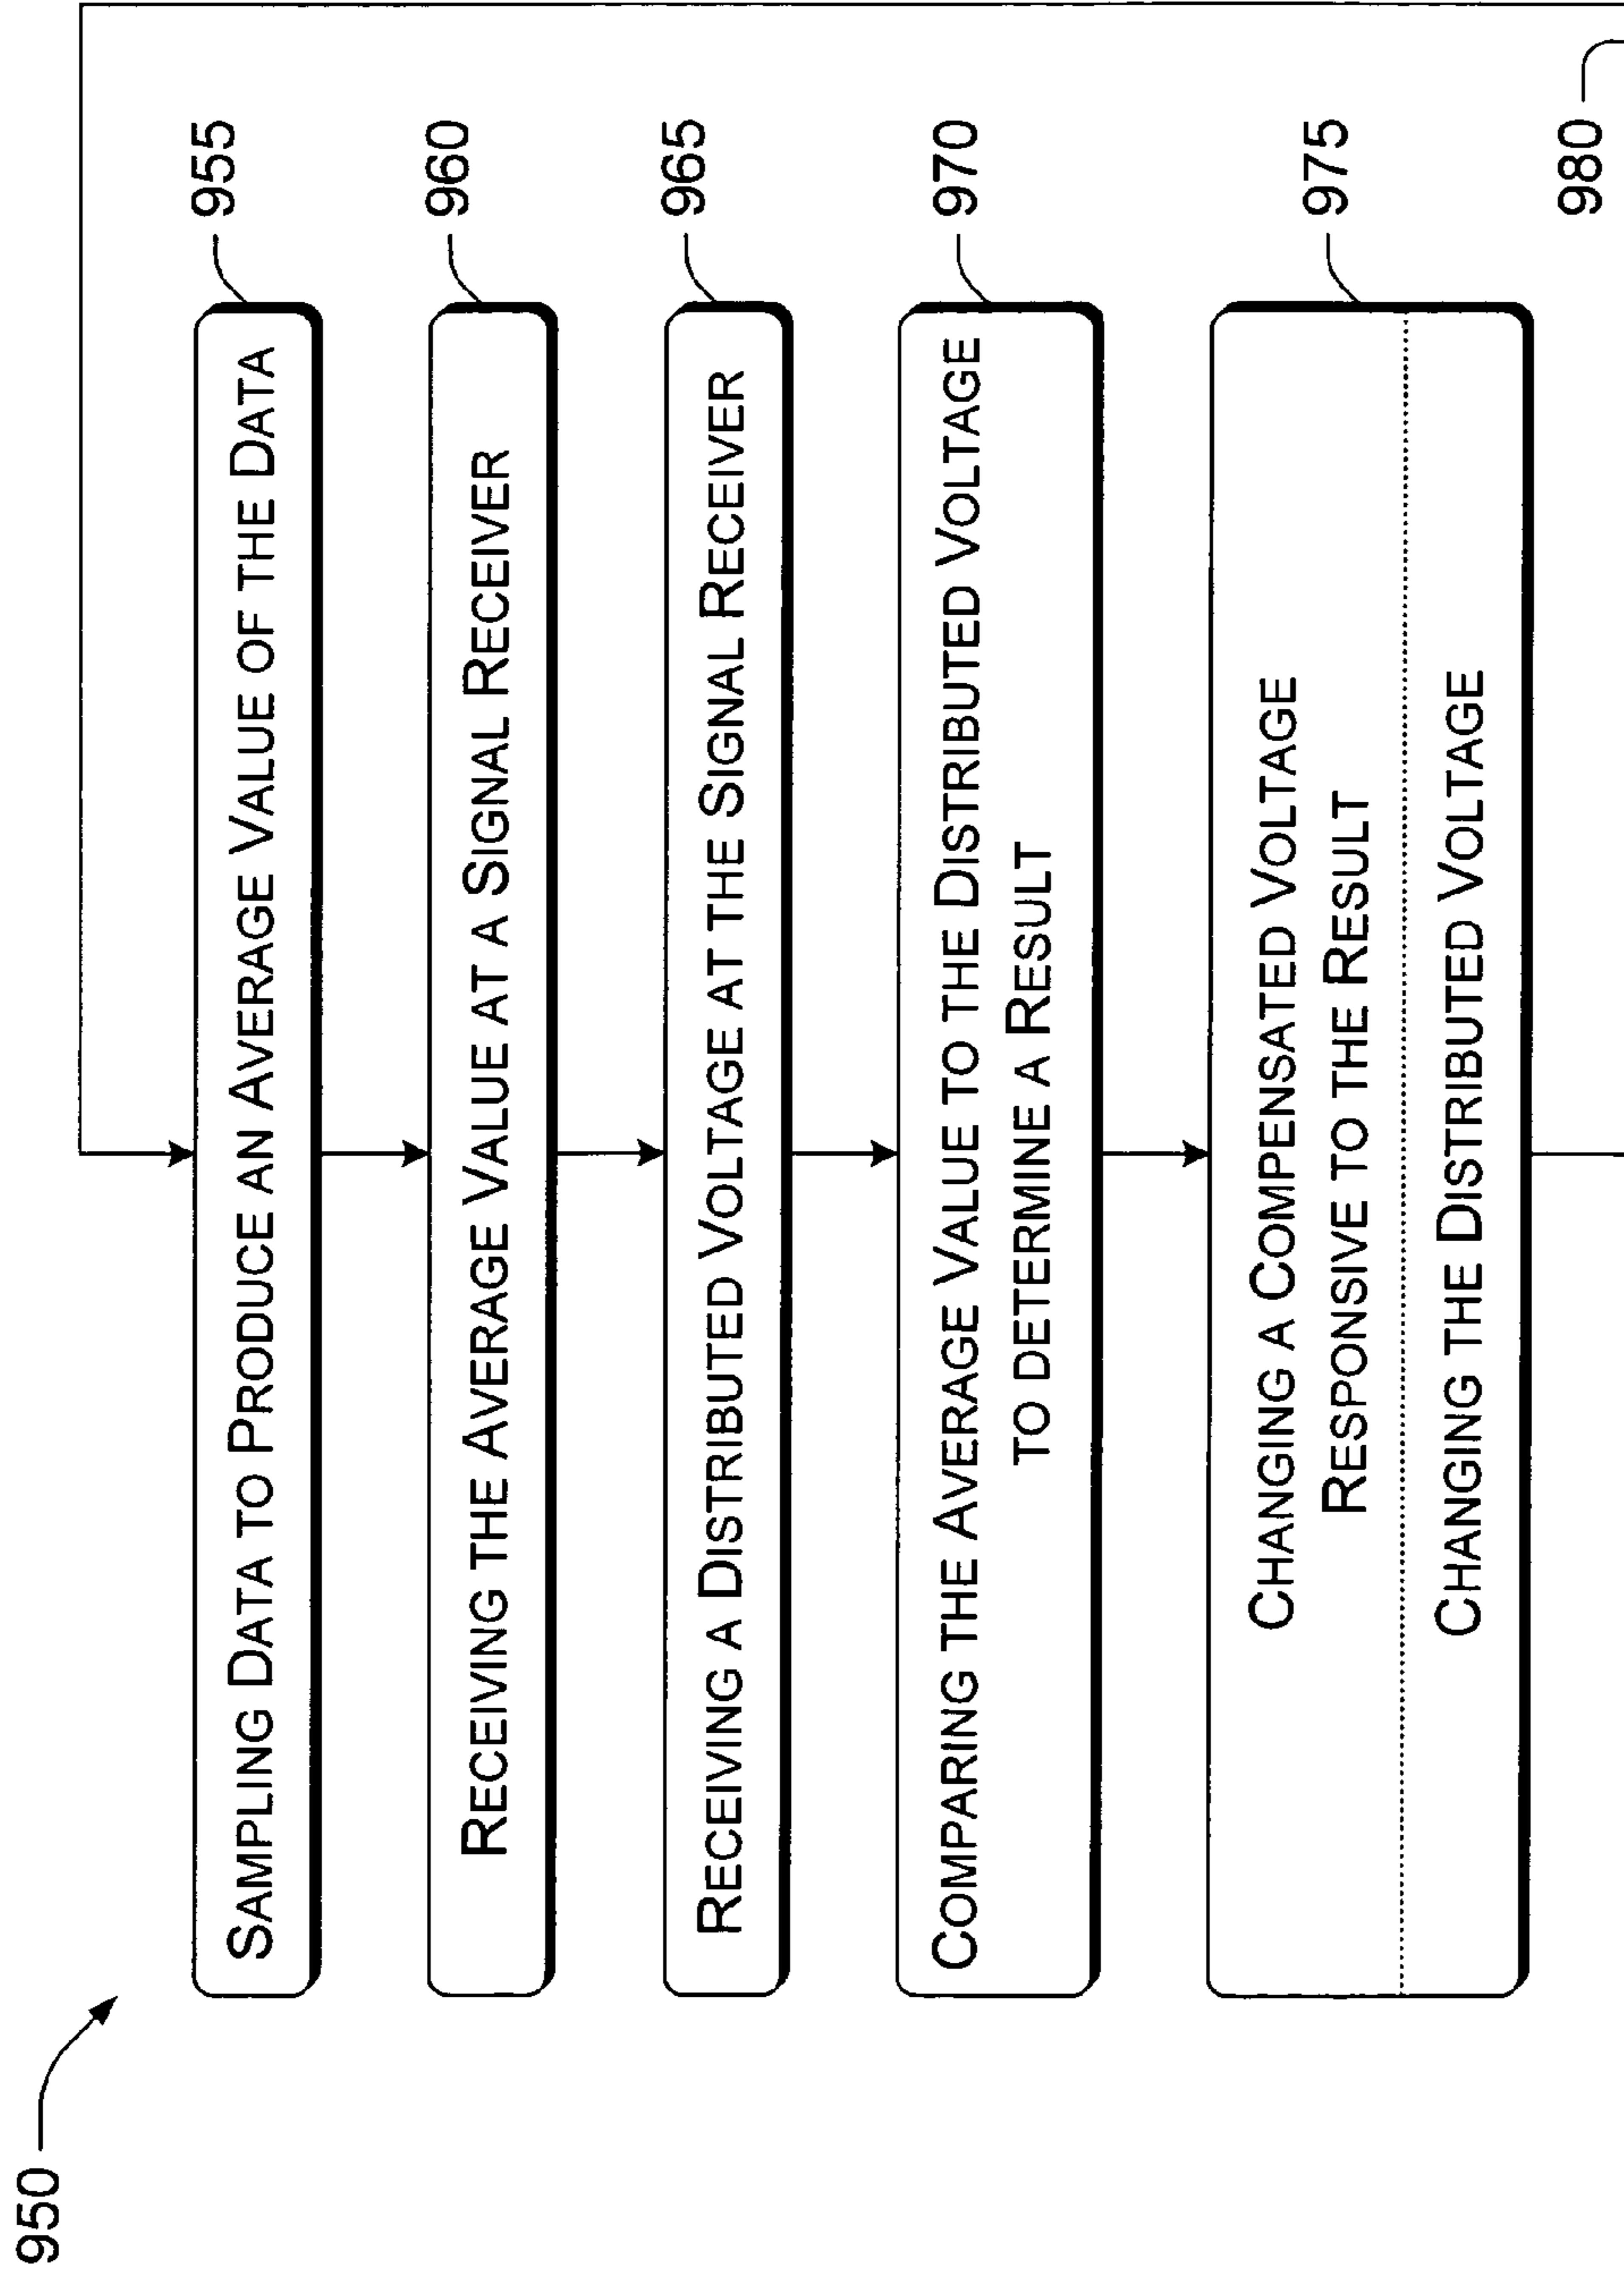 950
SAMPLING DATA TO PRODUCE AN AVERAGE VALUE OF THE DATA
955
RECEIVING THE AVERAGE VALUE AT A SIGNAL RECEIVER
960
RECEIVING A DISTRIBUTED VOLTAGE AT THE SIGNAL RECEIVER
965
COMPARING THE AVERAGE VALUE TO THE DISTRIBUTED VOLTAGE
TO DETERMINE A RESULT
970
CHANGING A COMPENSATED VOLTAGE
RESPONSIVE TO THE RESULT
CHANGING THE DISTRIBUTED VOLTAGE
975
980